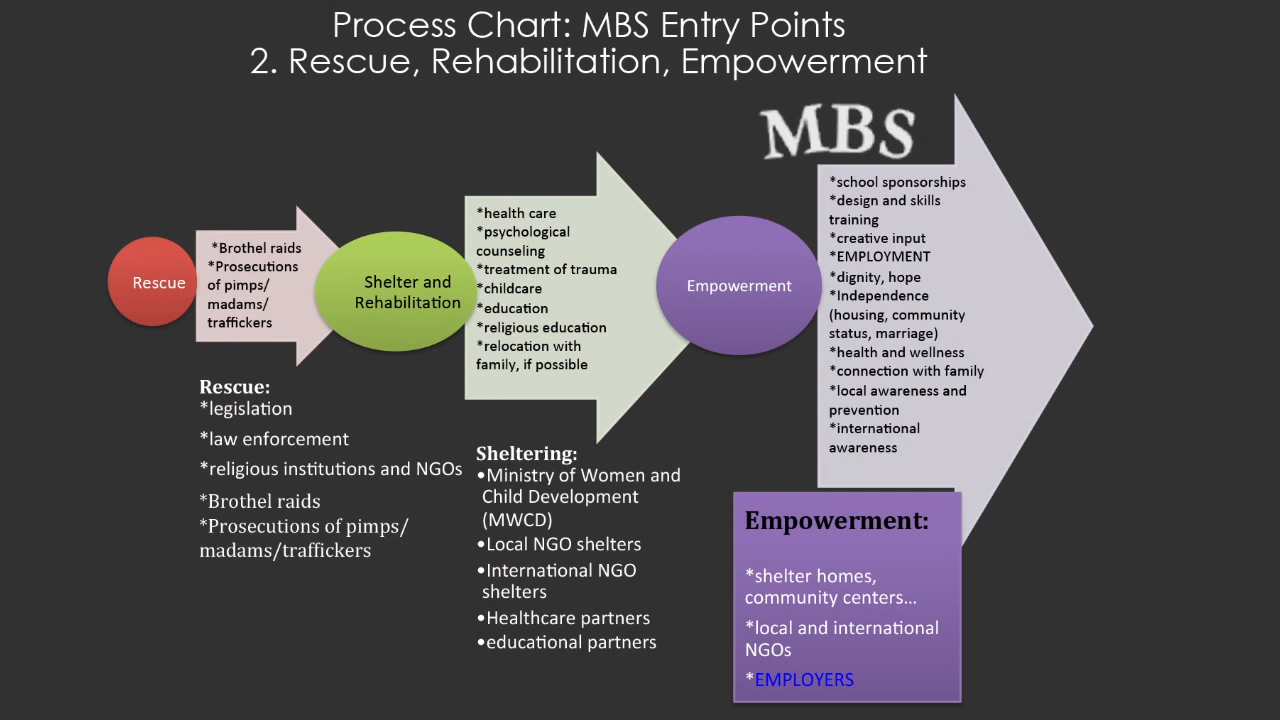 Process Chart: MBS Entry Points
2. Rescue, Rehabilitation, Empowerment
MBS
Rescue
*Brothel raids
*Prosecutions
of pimps/
madams/
traffickers
Shelter and
Rehabilitation
*health care
*psychological
counseling
*treatment of trauma
*childcare
*education
*religious education
*relocation with
family, if possible
Empowerment
*school sponsorships
*design and skills
training
*creative input
*EMPLOYMENT
*dignity, hope
*Independence
(housing, community
status, marriage)
*health and wellness
*connection with family
*local awareness and
prevention
*international
awareness
Rescue:
*legislation
*law enforcement
*religious institutions and NGOs
*Brothel raids
*Prosecutions of pimps/
madams/traffickers
Sheltering:
•Ministry of Women and
Child Development
(MWCD)
•Local NGO shelters
•International NGO
shelters
•Healthcare partners
•educational partners
Empowerment:
*shelter homes,
community centers…
*local and international
NGOs
*EMPLOYERS